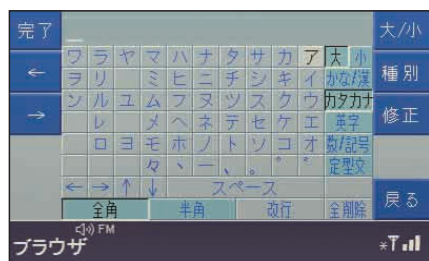 完了 大/小
ワ ラ ヤ マ ハ ナ タ サ カ ア 大 小
← ヲ リ ミ ヒ ニ チ シ キ イ かな/漢 種別
ン ル ユ ム フ ヌ ツ ス ク ウ カタカナ
→ レ メ ヘ ネ テ セ ケ エ 英字 修正
ロ ヨ モ ホ ノ ト ソ コ オ 数/記号
々 ヽ ー 、 。 ゛ ゜ 定型文
← → ↑ ↓ スペース 戻る
全角 半角 改行 全削除
FM
ブラウザ